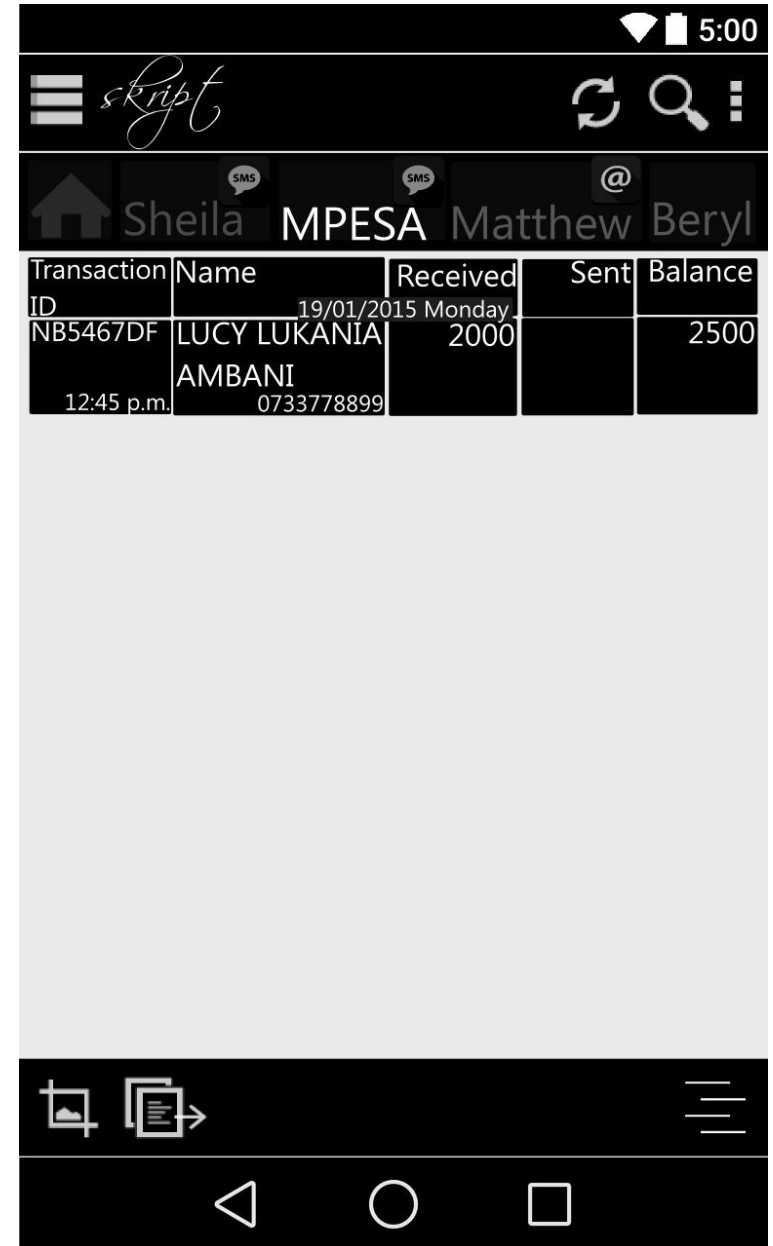 5:00
skript
SMS SMS @
Sheila MPESA Matthew Beryl
Transaction Name Received Sent Balance
ID
19/01/2015 Monday
NB5467DF LUCY LUKANIA 2000 2500
AMBANI
12:45 p.m. 0733778899